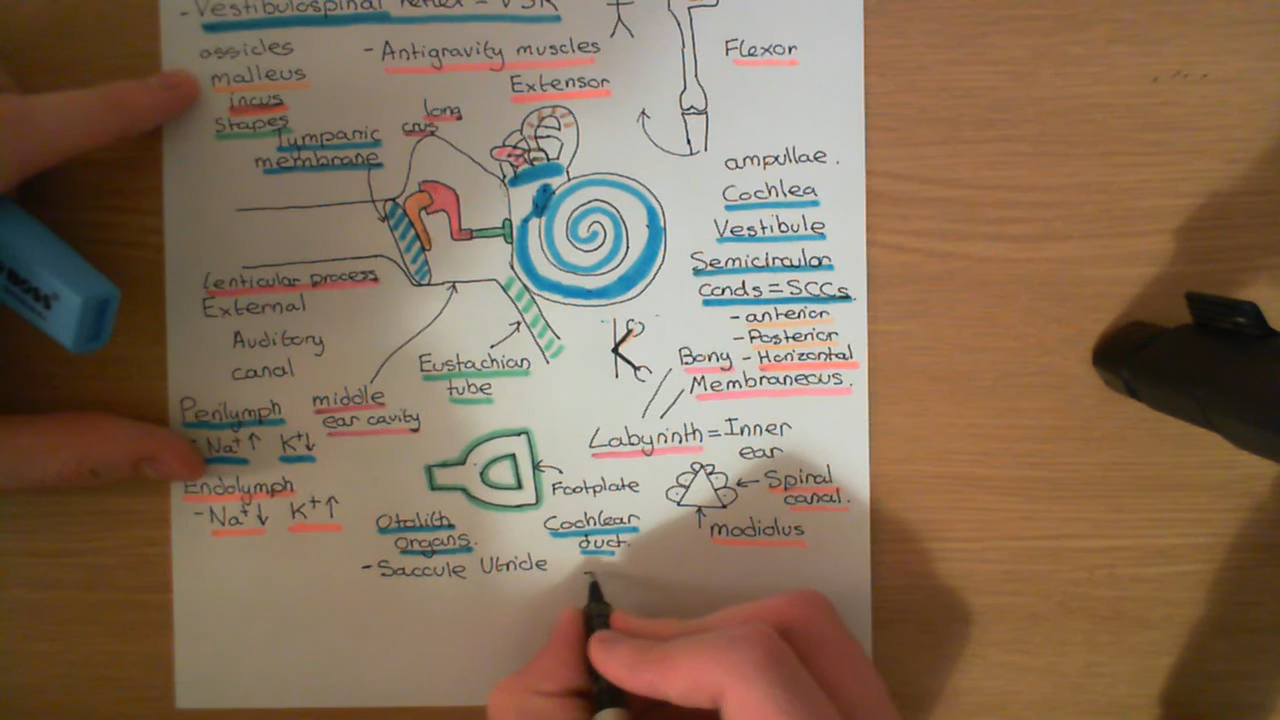 - Vestibulospinal reflex = VSR
ossicles
malleus
incus
stapes
- Antigravity muscles
Extensor
Flexor
Tympanic
membrane
long
crus
ampullae.
Cochlea
Vestibule
Semicircular
canals = SCCs
- anterior
- Posterior
- Horizontal
Bony
Membraneous.
Labyrinth = Inner
ear
lenticular process
External
Auditory
canal
middle
ear cavity
Eustachian
tube
Perilymph
- Na+ ↑ K+ ↓
Endolymph
- Na+ ↓ K+ ↑
Footplate
Spiral
canal.
modiolus
Otolith
Organs.
- Saccule Utricle
Cochlear
duct.
-